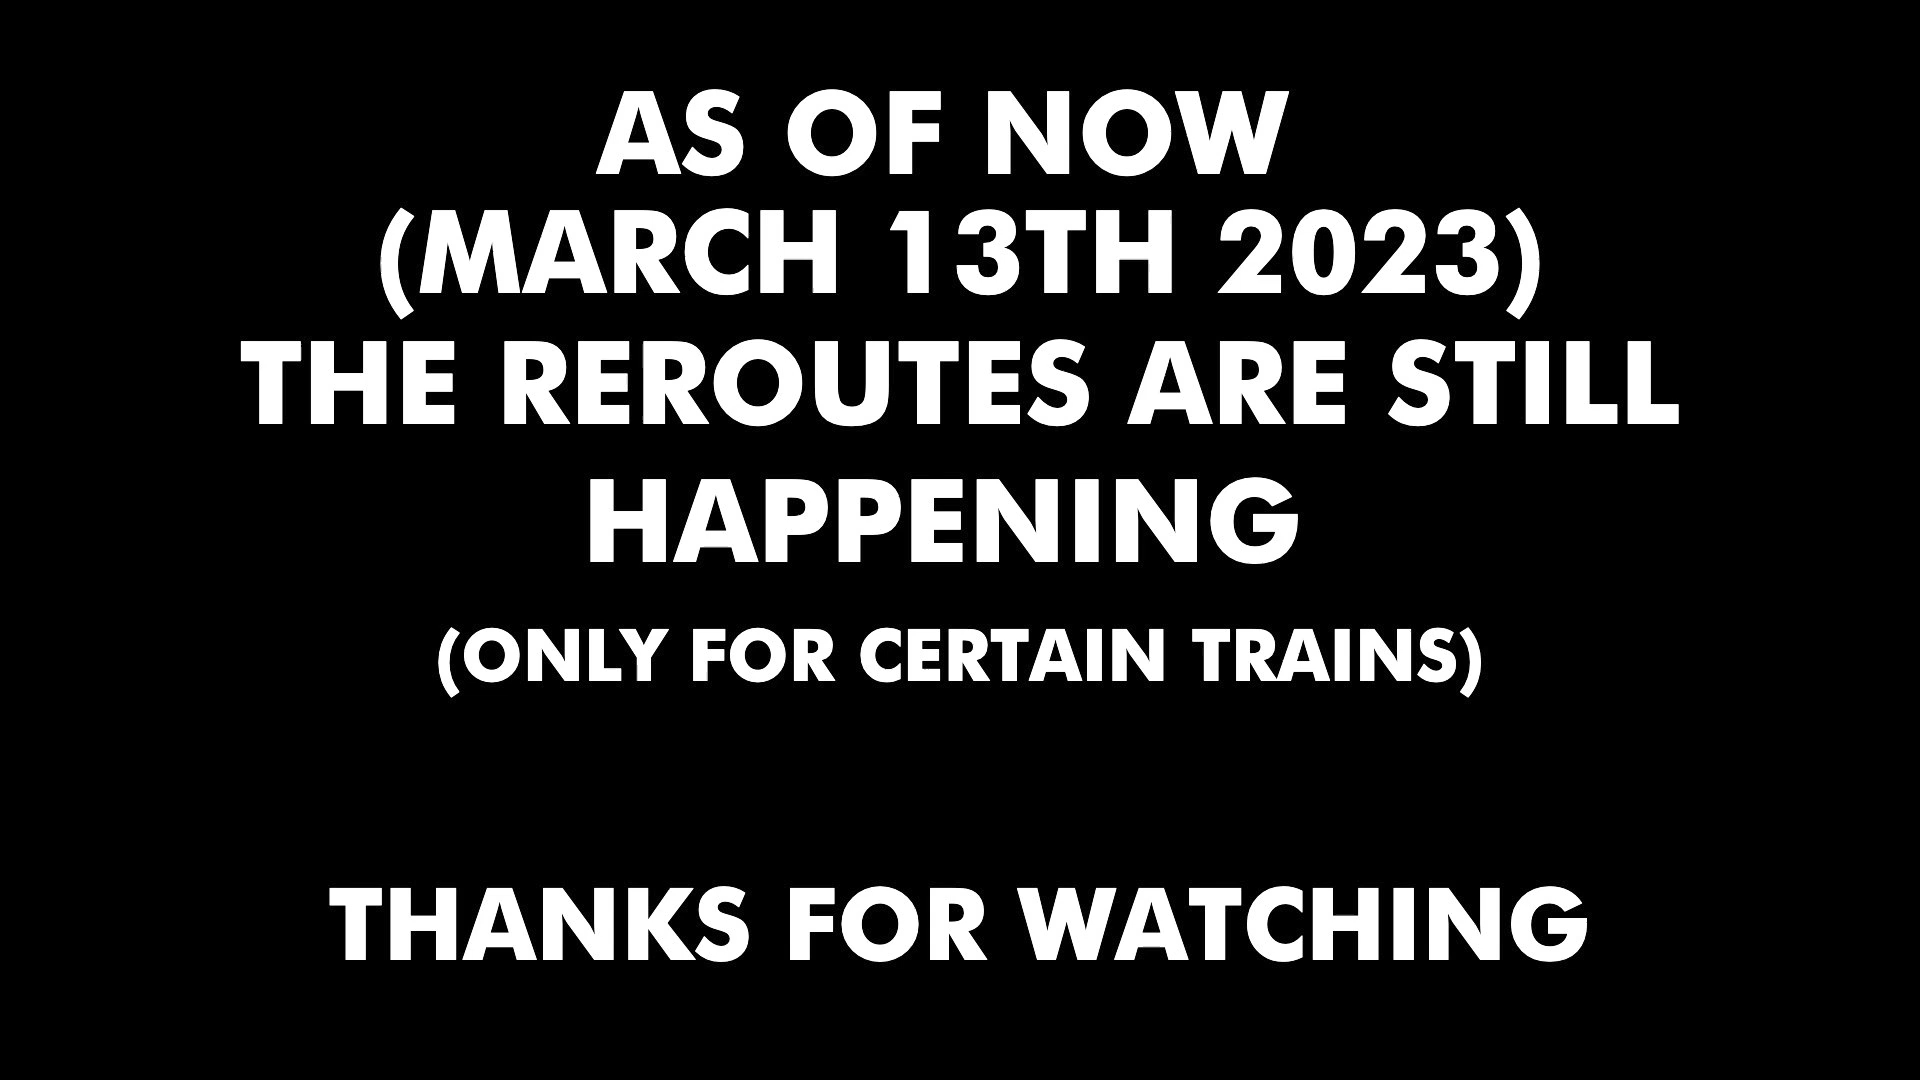 AS OF NOW
(MARCH 13TH 2023)
THE REROUTES ARE STILL
HAPPENING
(ONLY FOR CERTAIN TRAINS)
THANKS FOR WATCHING